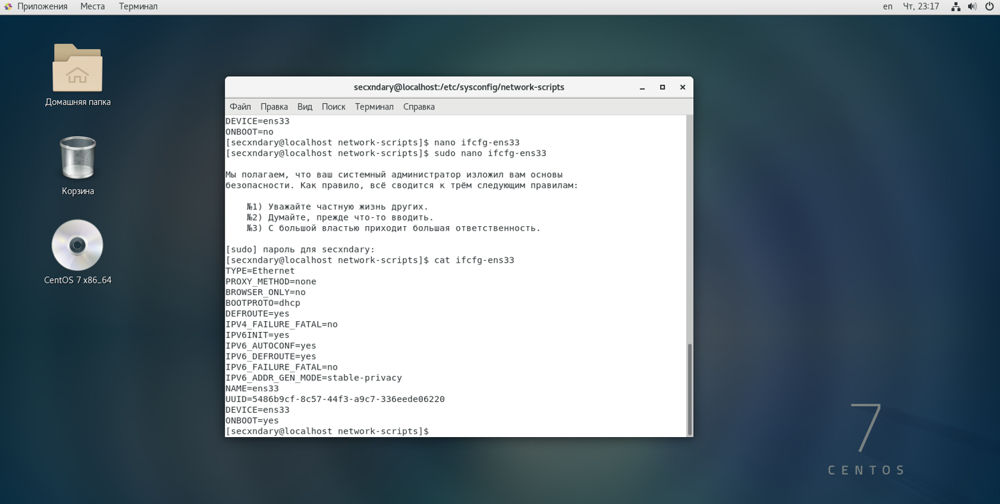 Приложения Места Терминал en Чт, 23:17
Домашняя папка
Корзина
CentOS 7 x86_64
secxndary@localhost:/etc/sysconfig/network-scripts
Файл Правка Вид Поиск Терминал Справка
DEVICE=ens33
ONBOOT=no
[secxndary@localhost network-scripts]$ nano ifcfg-ens33
[secxndary@localhost network-scripts]$ sudo nano ifcfg-ens33
Мы полагаем, что ваш системный администратор изложил вам основы
безопасности. Как правило, всё сводится к трём следующим правилам:
№1) Уважайте частную жизнь других.
№2) Думайте, прежде что-то вводить.
№3) С большой властью приходит большая ответственность.
[sudo] пароль для secxndary:
[secxndary@localhost network-scripts]$ cat ifcfg-ens33
TYPE=Ethernet
PROXY_METHOD=none
BROWSER_ONLY=no
BOOTPROTO=dhcp
DEFROUTE=yes
IPV4_FAILURE_FATAL=no
IPV6INIT=yes
IPV6_AUTOCONF=yes
IPV6_DEFROUTE=yes
IPV6_FAILURE_FATAL=no
IPV6_ADDR_GEN_MODE=stable-privacy
NAME=ens33
UUID=5486b9cf-8c57-44f3-a9c7-336eede06220
DEVICE=ens33
ONBOOT=yes
[secxndary@localhost network-scripts]$
7
CENTOS